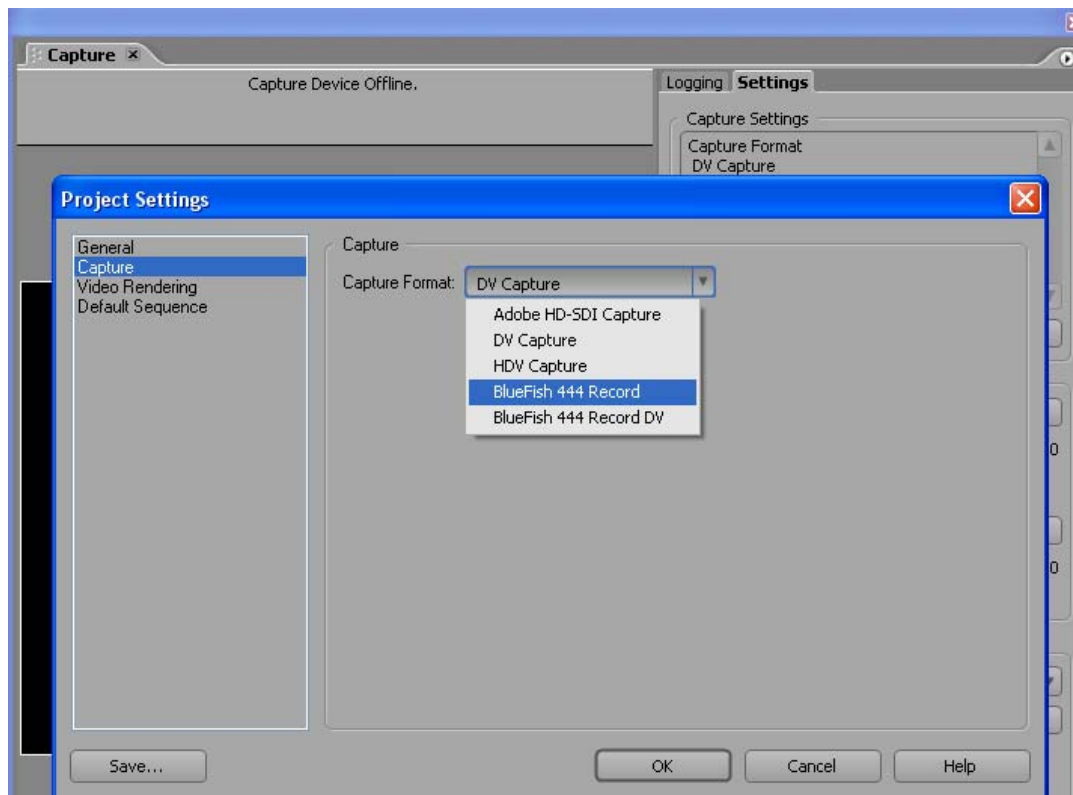 Capture ×
Capture Device Offline.
Logging Settings
Capture Settings
Capture Format
DV Capture
Project Settings
General
Capture
Video Rendering
Default Sequence
Capture
Capture Format: DV Capture
Adobe HD-SDI Capture
DV Capture
HDV Capture
BlueFish 444 Record
BlueFish 444 Record DV
0
0
Save...
OK
Cancel
Help